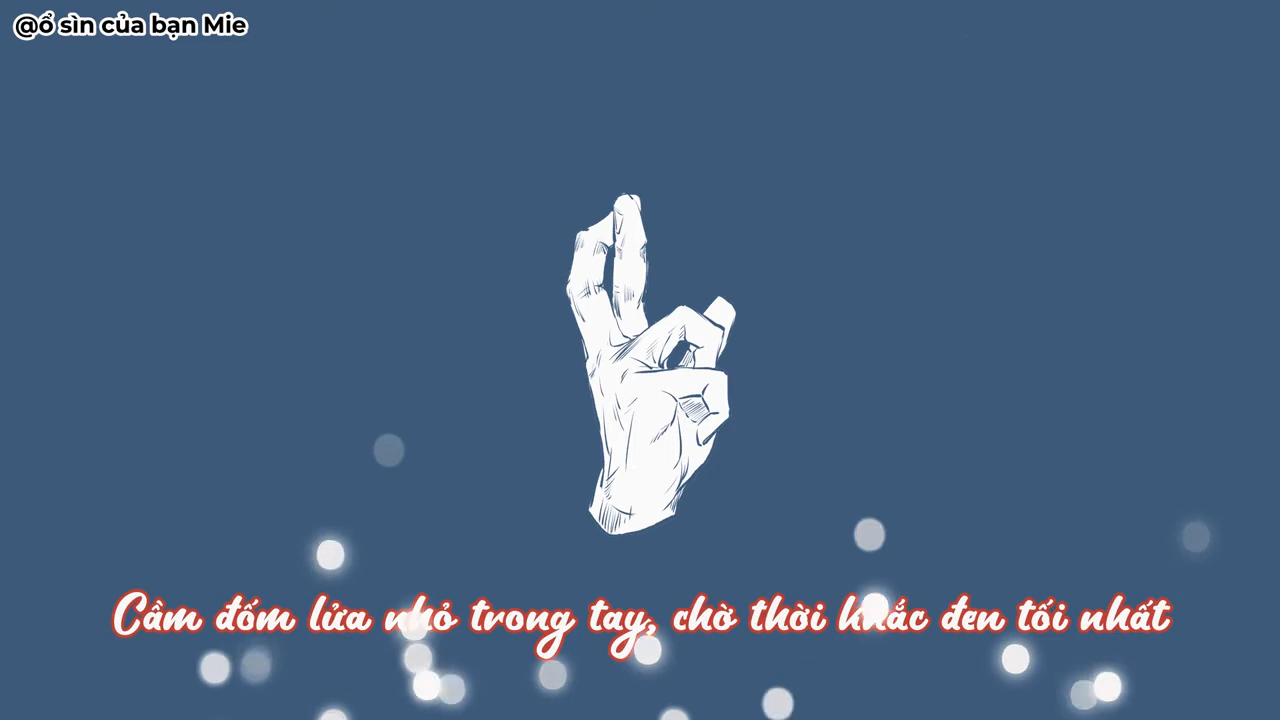 @ổ sìn của bạn Mie
Cầm đốm lửa nhỏ trong tay, chờ thời khắc đen tối nhất